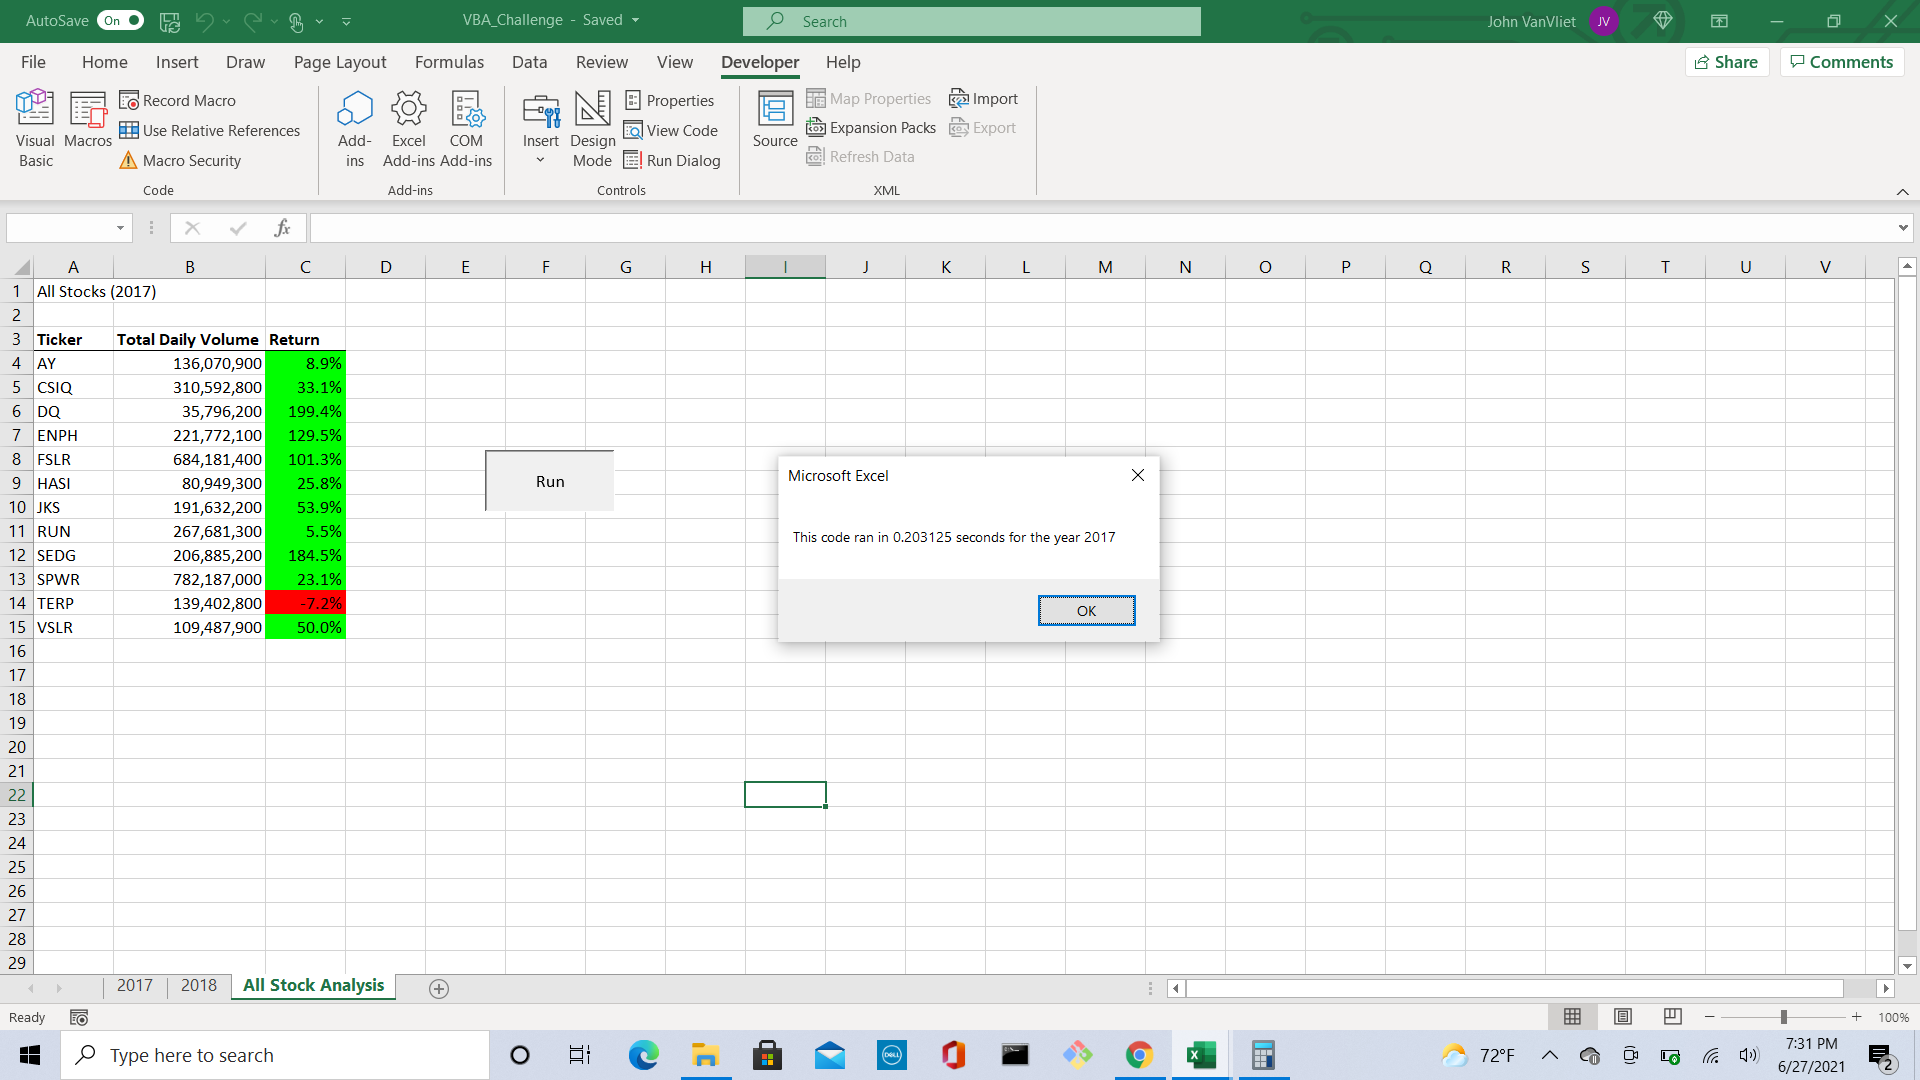 AutoSave On VBA_Challenge - Saved Search John VanVliet JV
File Home Insert Draw Page Layout Formulas Data Review View Developer Help Share Comments
Visual Basic
Macros
Record Macro
Use Relative References
Macro Security
Code
Add-ins
Excel Add-ins
COM Add-ins
Add-ins
Insert
Design Mode
Properties
View Code
Run Dialog
Controls
Source
Map Properties
Expansion Packs
Refresh Data
Import
Export
XML
fx
A B C D E F G H I J K L M N O P Q R S T U V
1 All Stocks (2017)
2
3 Ticker Total Daily Volume Return
4 AY 136,070,900 8.9%
5 CSIQ 310,592,800 33.1%
6 DQ 35,796,200 199.4%
7 ENPH 221,772,100 129.5%
8 FSLR 684,181,400 101.3%
9 HASI 80,949,300 25.8%
10 JKS 191,632,200 53.9%
11 RUN 267,681,300 5.5%
12 SEDG 206,885,200 184.5%
13 SPWR 782,187,000 23.1%
14 TERP 139,402,800 -7.2%
15 VSLR 109,487,900 50.0%
16
17
18
19
20
21
22
23
24
25
26
27
28
29
Run
Microsoft Excel
This code ran in 0.203125 seconds for the year 2017
OK
2017 2018 All Stock Analysis
Ready 100%
Type here to search DELL 72°F 7:31 PM
6/27/2021 2